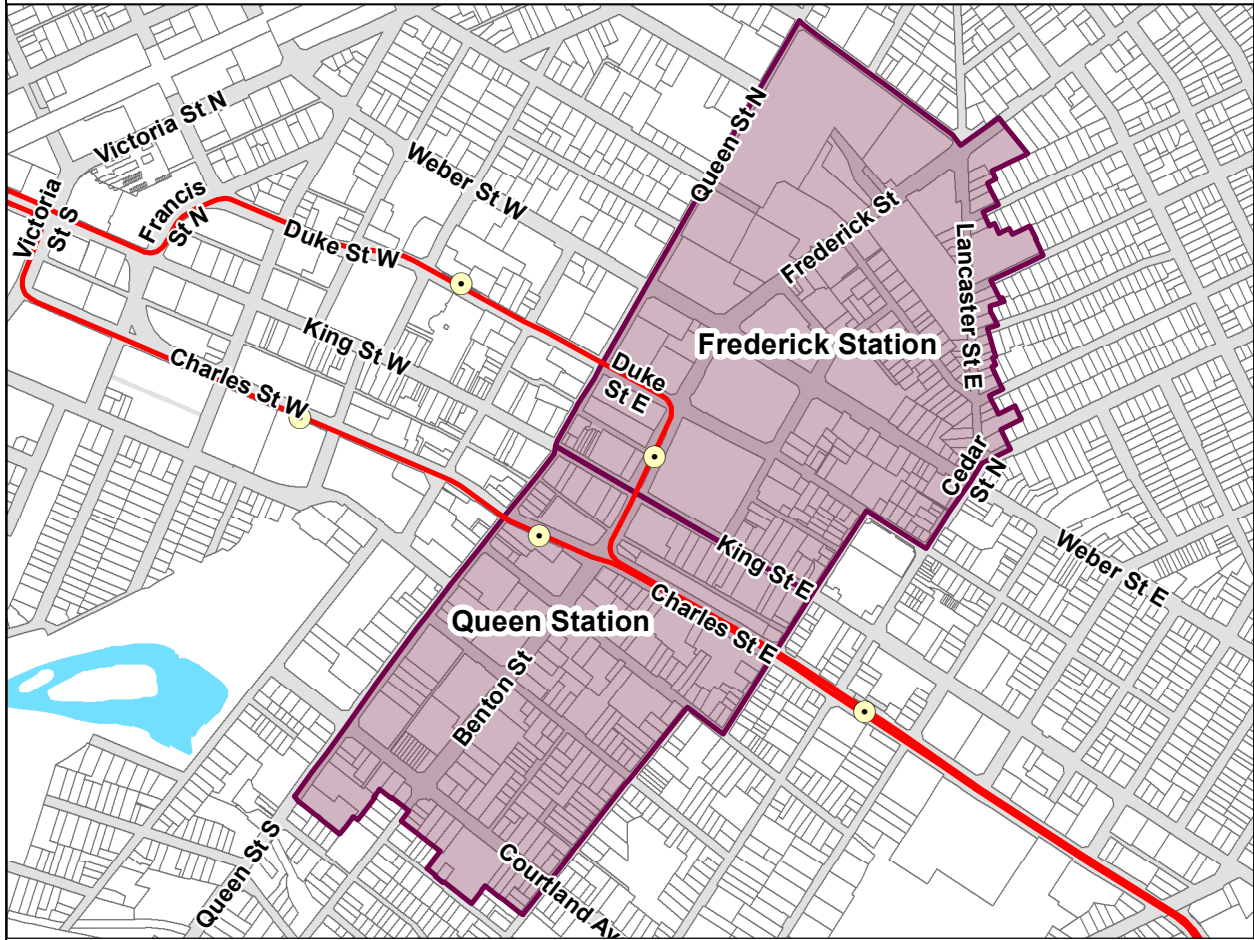 Victoria St N
Weber St W
Queen St N
Victoria
St S
Francis
St N
Duke St W
Frederick St
Lancaster St E
King St W
Frederick Station
Charles St W
Duke
St E
Cedar
St N
King St E
Weber St E
Queen Station
Charles St E
Benton St
Queen St S
Courtland Av